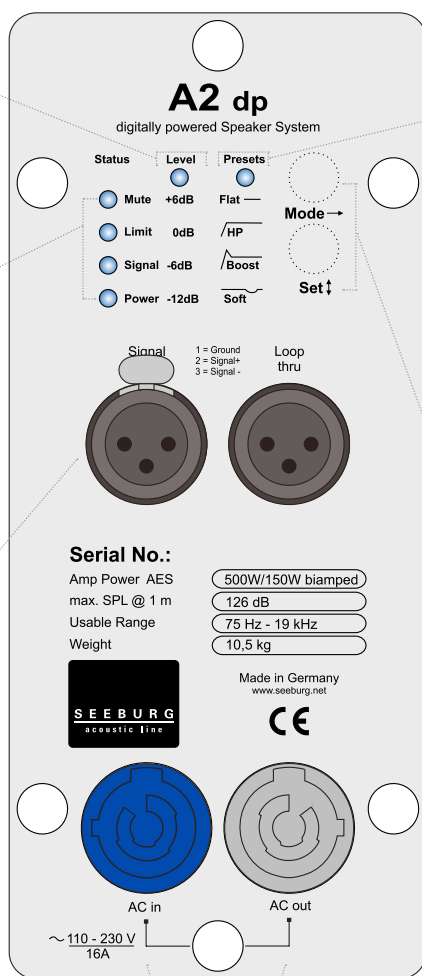 A2 dp
digitally powered Speaker System
Status Level Presets
Mute +6dB Flat
Mode
Limit 0dB HP
Signal -6dB Boost
Set
Power -12dB Soft
Signal
1 = Ground
2 = Signal+
3 = Signal -
Loop
thru
Serial No.:
Amp Power AES 500W/150W biamped
max. SPL @ 1 m 126 dB
Usable Range 75 Hz - 19 kHz
Weight 10,5 kg
SEEBURG
acoustic line
Made in Germany
www.seeburg.net
CE
AC in AC out
~ 110 - 230 V
16A